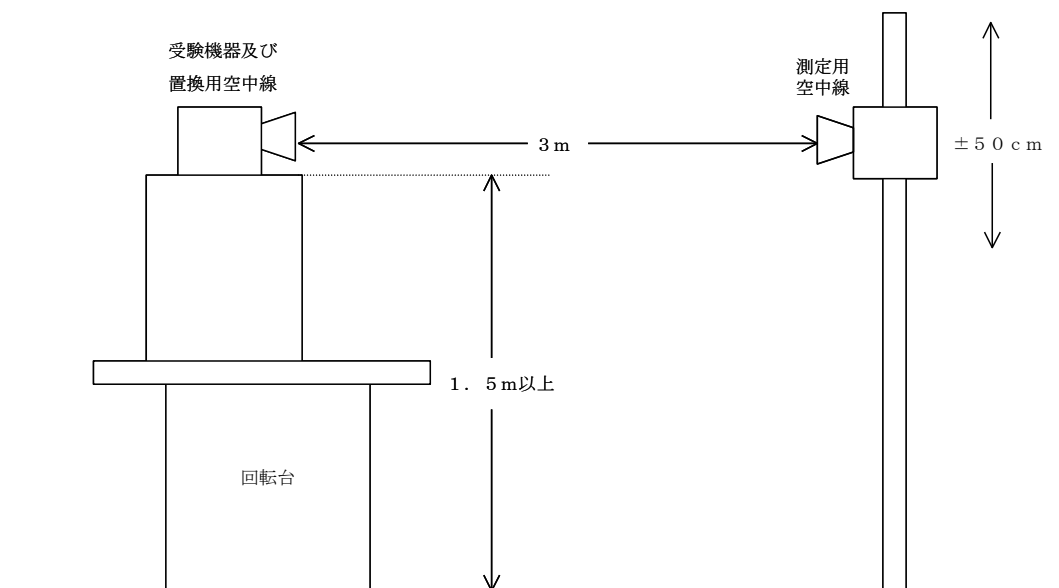 受験機器及び
置換用空中線
測定用
空中線
3m
±50cm
1.5m以上
回転台